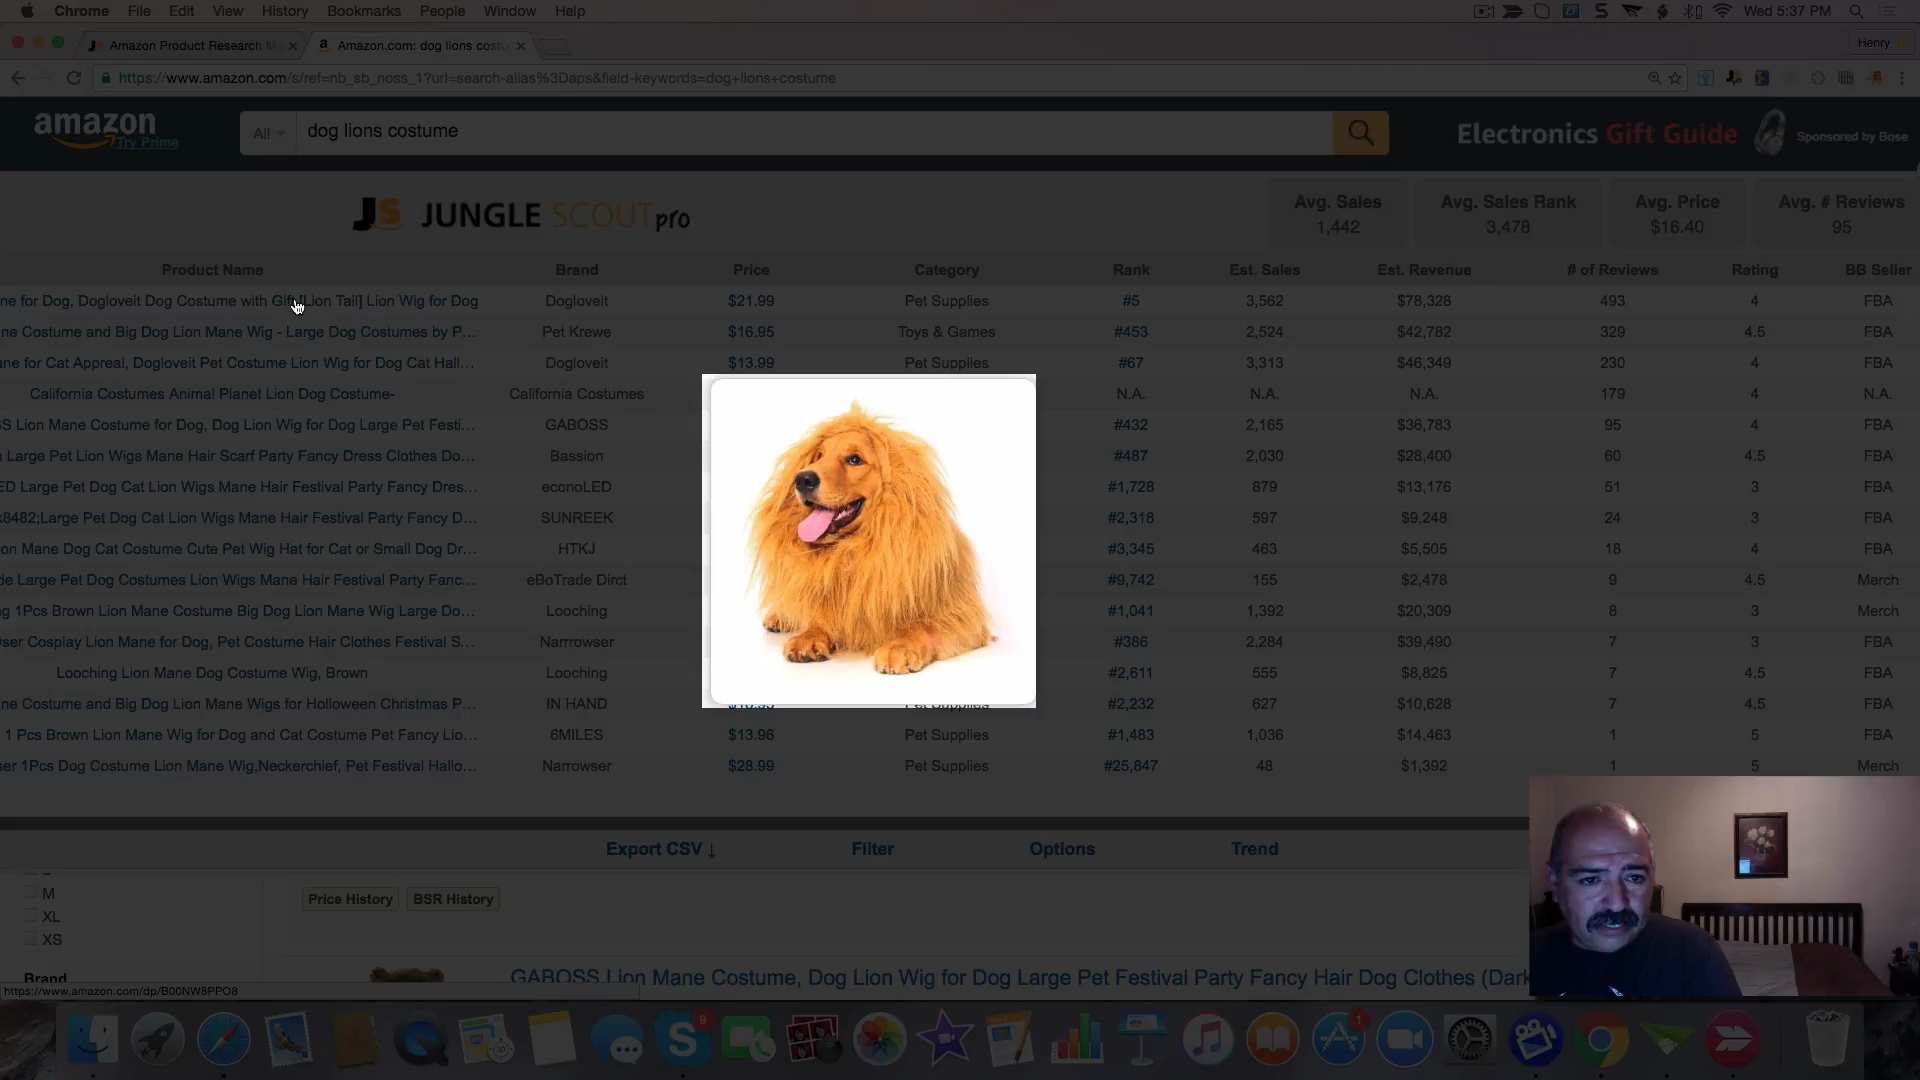 Chrome File Edit View History Bookmarks People Window Help Wed 5:37 PM
Amazon Product Research M Amazon.com: dog lions costu Henry
https://www.amazon.com/s/ref=nb_sb_noss_1?url=search-alias%3Daps&field-keywords=dog+lions+costume
amazon All dog lions costume Electronics Gift Guide Sponsored by Bose
Try Prime
JS JUNGLE SCOUT pro
Avg. Sales Avg. Sales Rank Avg. Price Avg. # Reviews
1,442 3,478 $16.40 95
Product Name Brand Price Category Rank Est. Sales Est. Revenue # of Reviews Rating BB Seller
ne for Dog, Dogloveit Dog Costume with Gift [Lion Tail] Lion Wig for Dog Dogloveit $21.99 Pet Supplies #5 3,562 $78,328 493 4 FBA
ne Costume and Big Dog Lion Mane Wig - Large Dog Costumes by P... Pet Krewe $16.95 Toys & Games #453 2,524 $42,782 329 4.5 FBA
ane for Cat Appreal, Dogloveit Pet Costume Lion Wig for Dog Cat Hall... Dogloveit $13.99 Pet Supplies #67 3,313 $46,349 230 4 FBA
California Costumes Animal Planet Lion Dog Costume- California Costumes N.A. N.A. N.A. 179 4 N.A.
S Lion Mane Costume for Dog, Dog Lion Wig for Dog Large Pet Festi... GABOSS #432 2,165 $36,783 95 4 FBA
Large Pet Lion Wigs Mane Hair Scarf Party Fancy Dress Clothes Do... Bassion #487 2,030 $28,400 60 4.5 FBA
ED Large Pet Dog Cat Lion Wigs Mane Hair Festival Party Fancy Dres... econoLED #1,728 879 $13,176 51 3 FBA
8482;Large Pet Dog Cat Lion Wigs Mane Hair Festival Party Fancy D... SUNREEK #2,318 597 $9,248 24 3 FBA
on Mane Dog Cat Costume Cute Pet Wig Hat for Cat or Small Dog Dr... HTKJ #3,345 463 $5,505 18 4 FBA
de Large Pet Dog Costumes Lion Wigs Mane Hair Festival Party Fanc... eBoTrade Dirct #9,742 155 $2,478 9 4.5 Merch
g 1Pcs Brown Lion Mane Costume Big Dog Lion Mane Wig Large Do... Looching #1,041 1,392 $20,309 8 3 Merch
ser Cosplay Lion Mane for Dog, Pet Costume Hair Clothes Festival S... Narrowser #386 2,284 $39,490 7 3 FBA
Looching Lion Mane Dog Costume Wig, Brown Looching #2,611 555 $8,825 7 4.5 FBA
ne Costume and Big Dog Lion Mane Wigs for Holloween Christmas P... IN HAND Pet Supplies #2,232 627 $10,628 7 4.5 FBA
1 Pcs Brown Lion Mane Wig for Dog and Cat Costume Pet Fancy Lio... 6MILES $13.96 Pet Supplies #1,483 1,036 $14,463 1 5 FBA
ser 1Pcs Dog Costume Lion Mane Wig,Neckerchief, Pet Festival Hallo... Narrowser $28.99 Pet Supplies #25,847 48 $1,392 1 5 Merch
Export CSV Filter Options Trend
M
XL
XS
Price History BSR History
Brand
GABOSS Lion Mane Costume, Dog Lion Wig for Dog Large Pet Festival Party Fancy Hair Dog Clothes (Dark
https://www.amazon.com/dp/B00NW8PPO8
9
1